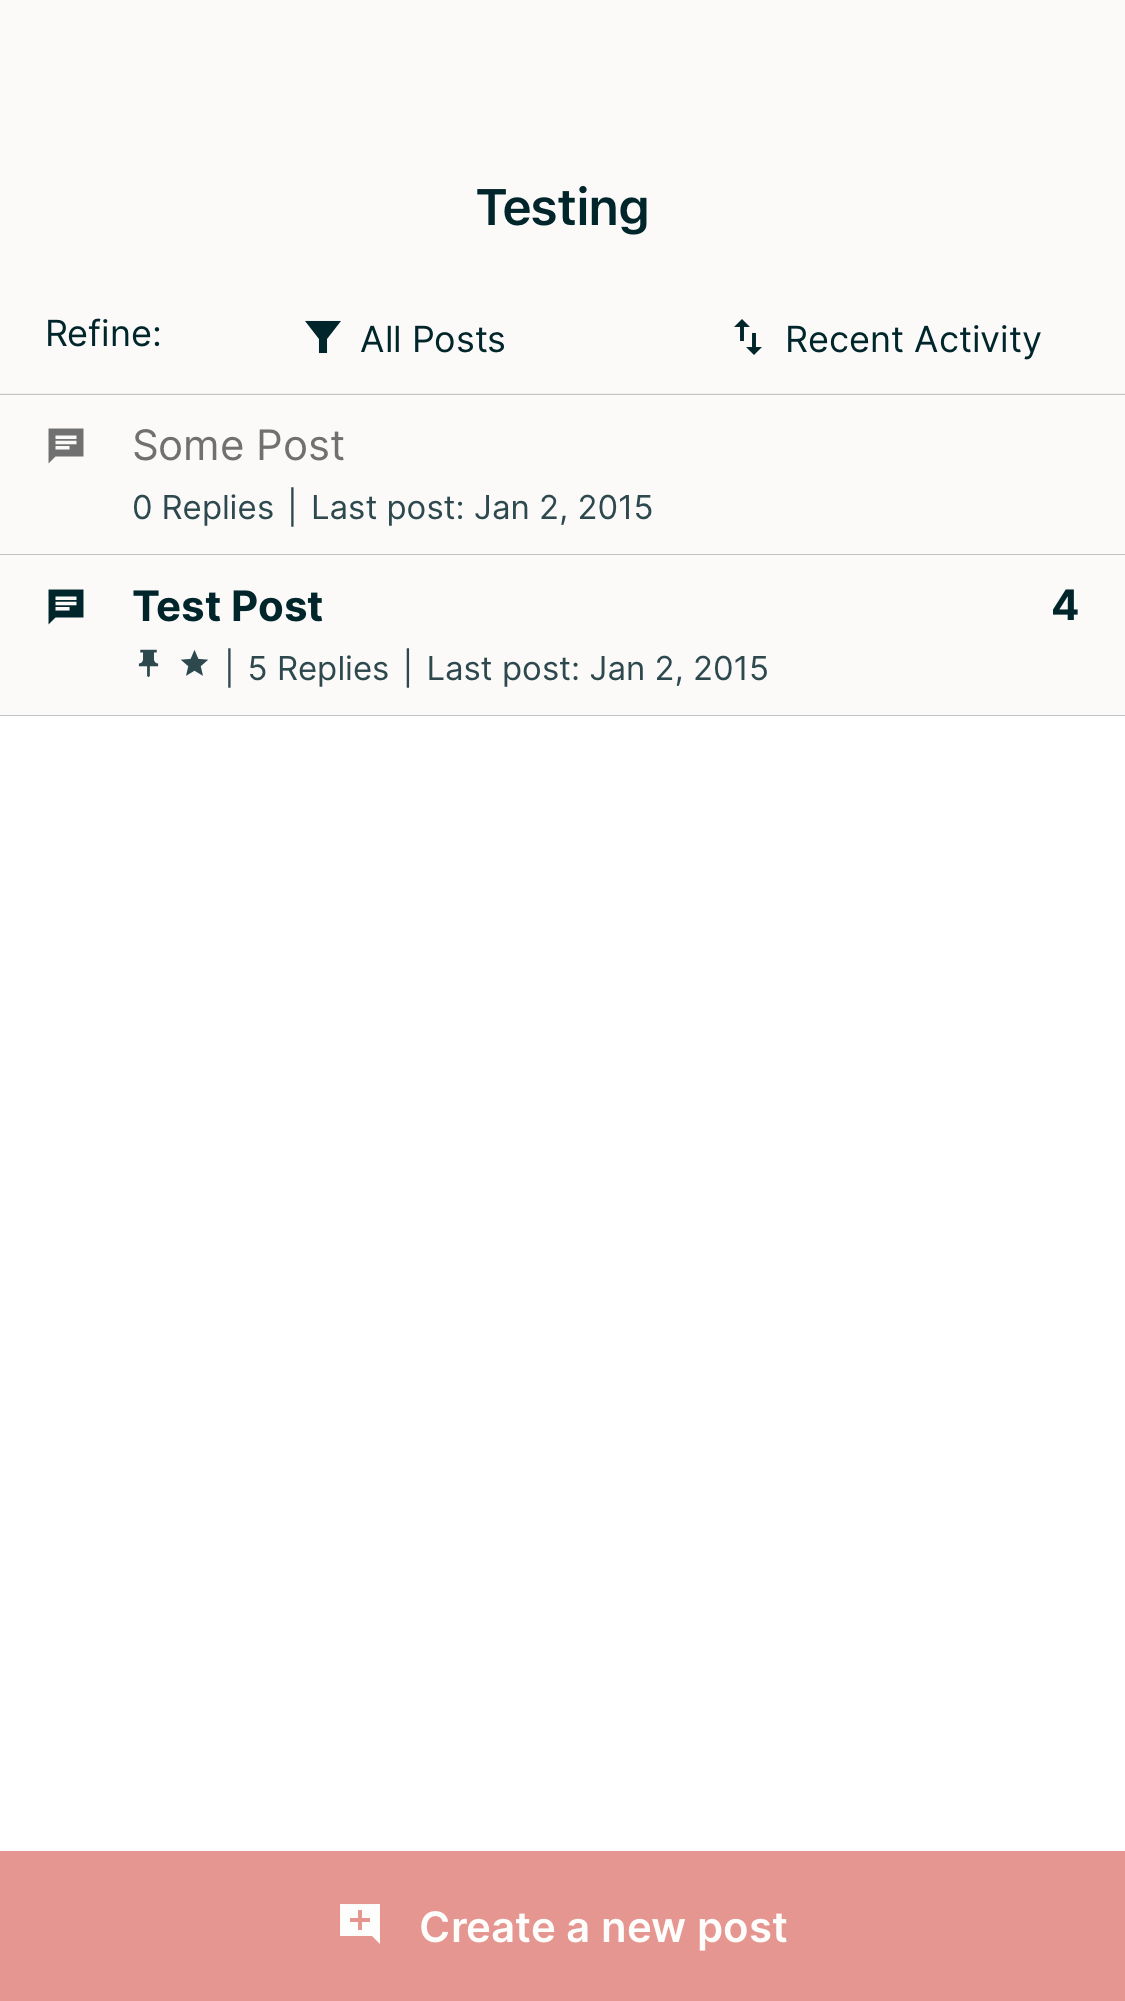 Testing
Refine: All Posts Recent Activity
Some Post
0 Replies | Last post: Jan 2, 2015
Test Post 4
| 5 Replies | Last post: Jan 2, 2015
Create a new post